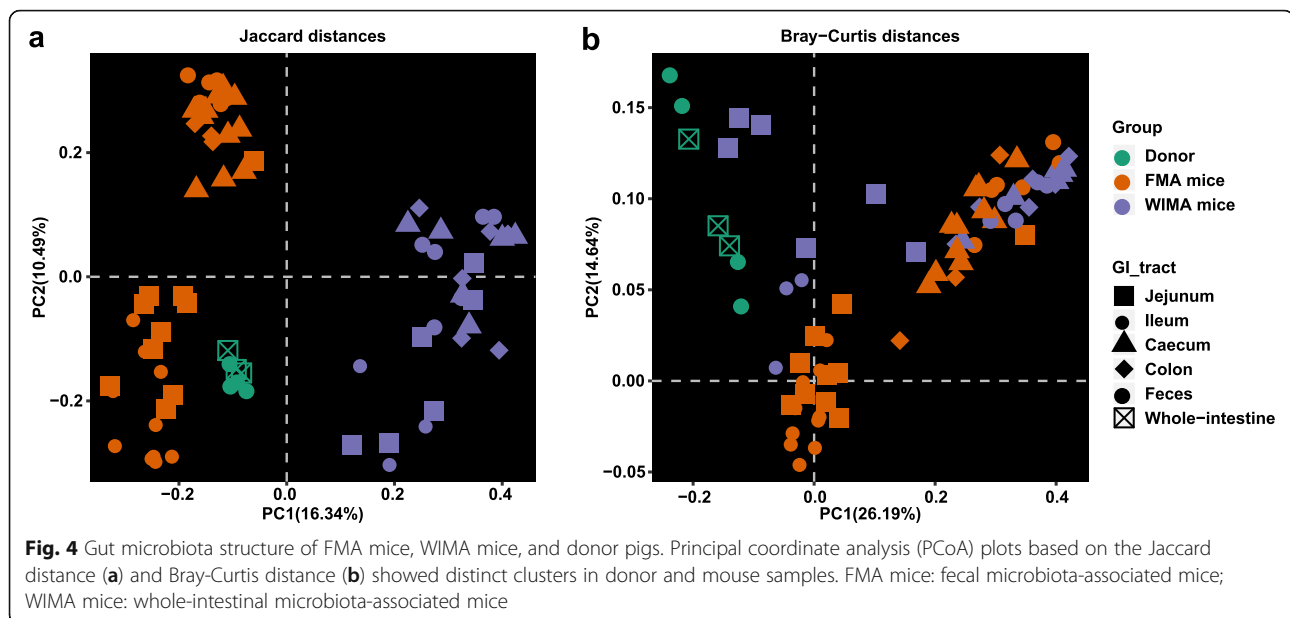 a
Jaccard distances
PC2(10.49%)
0.2
0.0
−0.2
−0.2
0.0
0.2
0.4
PC1(16.34%)
b
Bray−Curtis distances
PC2(14.64%)
0.15
0.10
0.05
0.00
−0.05
−0.2
0.0
0.2
0.4
PC1(26.19%)
Group
Donor
FMA mice
WIMA mice
GI_tract
Jejunum
Ileum
Caecum
Colon
Feces
Whole−intestine
Fig. 4 Gut microbiota structure of FMA mice, WIMA mice, and donor pigs. Principal coordinate analysis (PCoA) plots based on the Jaccard
distance (a) and Bray-Curtis distance (b) showed distinct clusters in donor and mouse samples. FMA mice: fecal microbiota-associated mice;
WIMA mice: whole-intestinal microbiota-associated mice